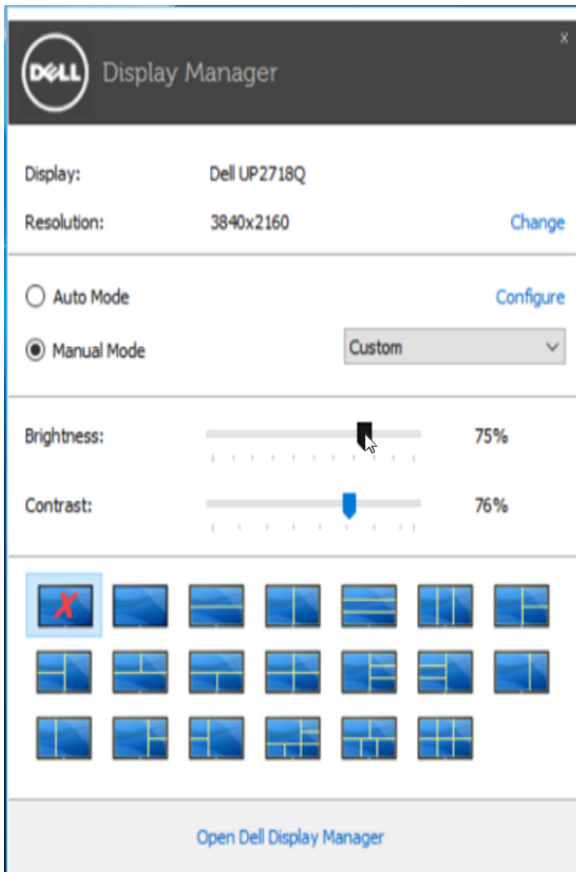 DELL Display Manager
x
Display: Dell UP2718Q
Resolution: 3840x2160 Change
Auto Mode Configure
Manual Mode Custom
Brightness: 75%
Contrast: 76%
X
Open Dell Display Manager